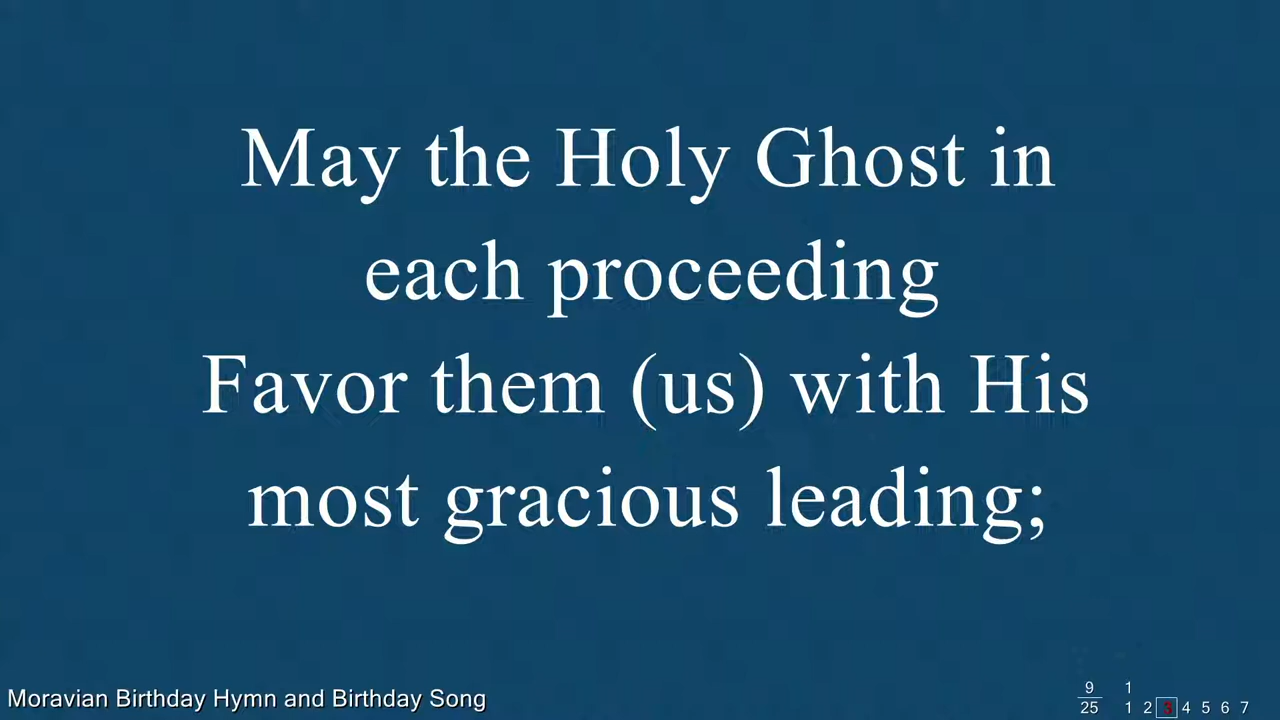 May the Holy Ghost in
each proceeding
Favor them (us) with His
most gracious leading;
Moravian Birthday Hymn and Birthday Song
9 1
25 1 2 3 4 5 6 7